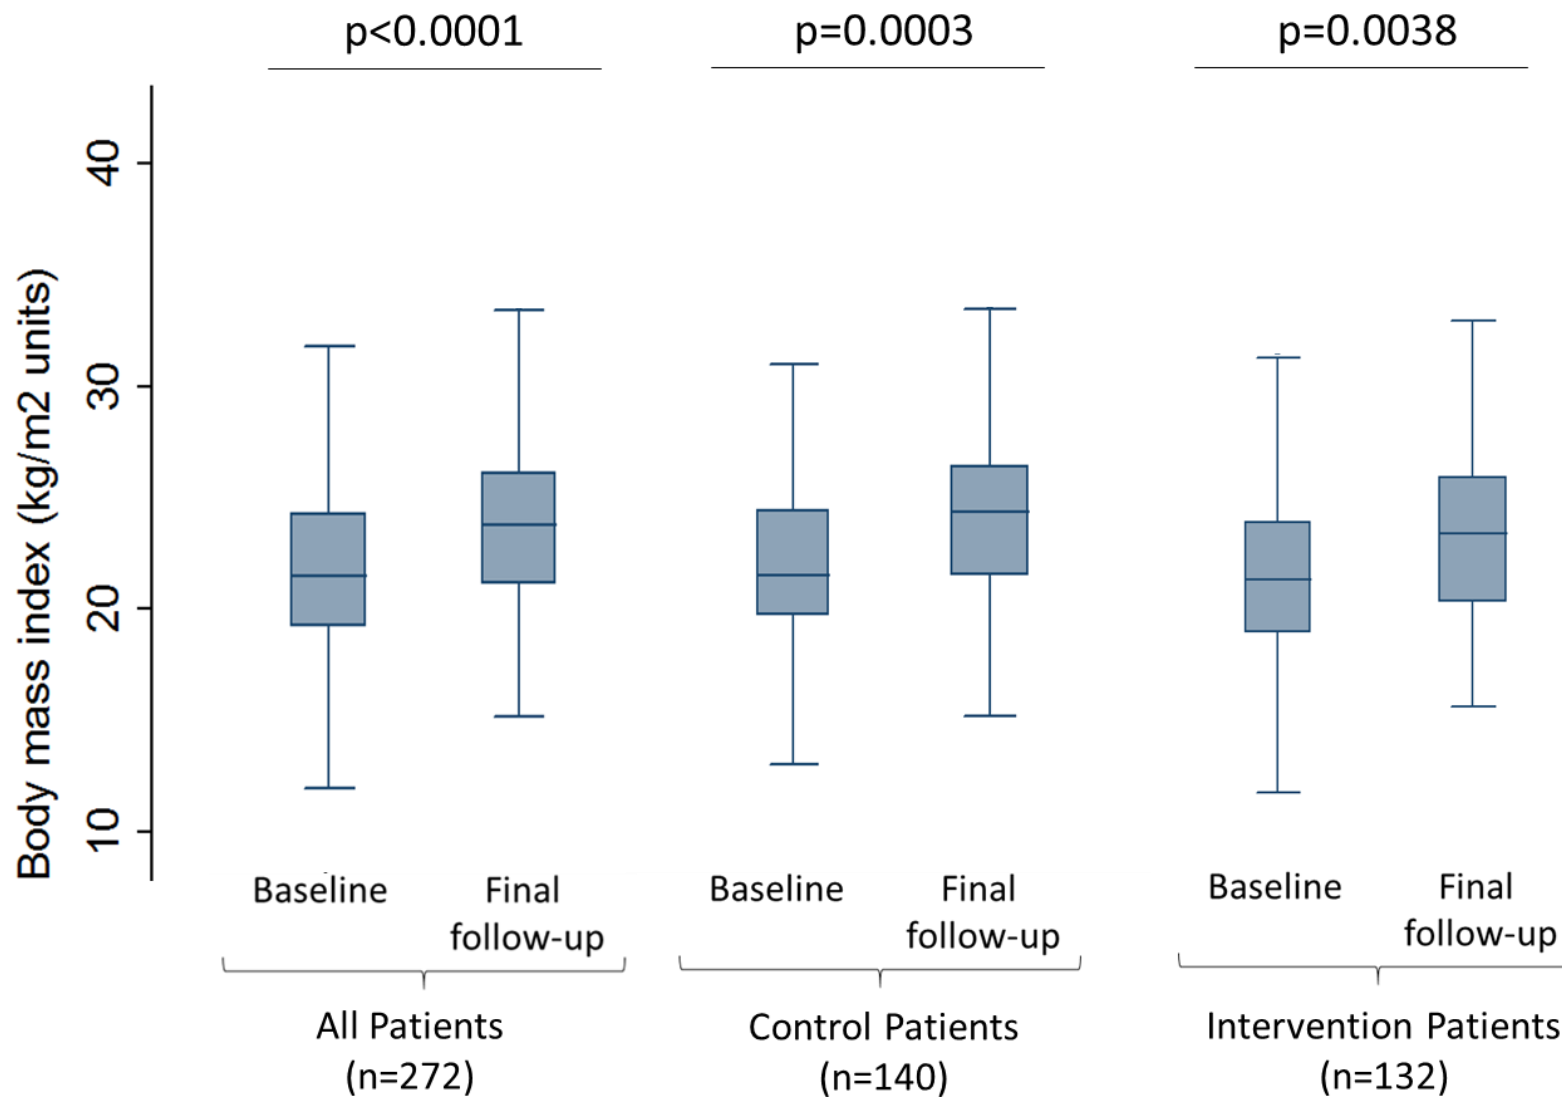 p<0.0001
p=0.0003
p=0.0038
Body mass index (kg/m2 units)
40
30
20
10
Baseline
Final
follow-up
Baseline
Final
follow-up
Baseline
Final
follow-up
All Patients
(n=272)
Control Patients
(n=140)
Intervention Patients
(n=132)